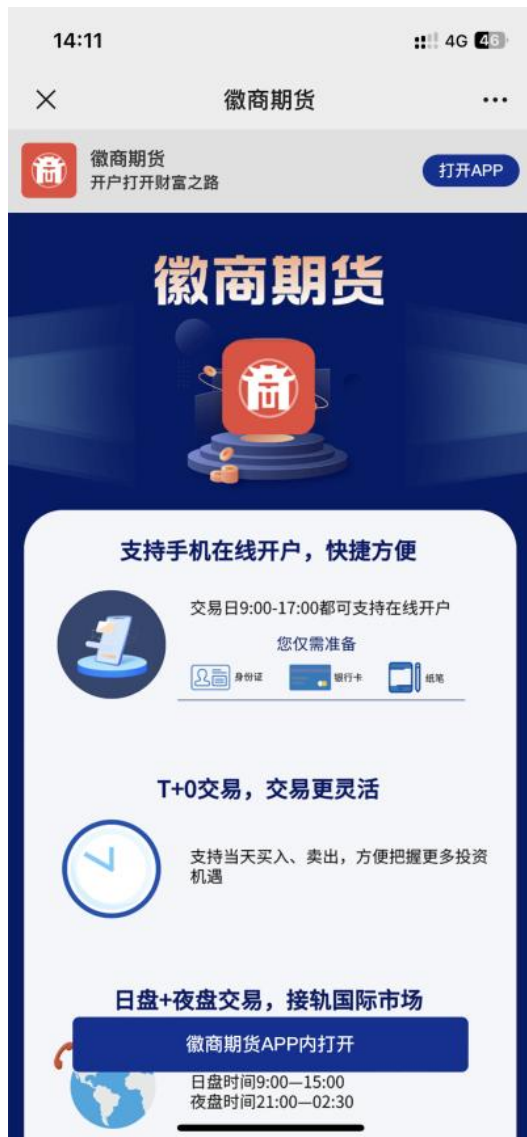 14:11
4G 46
徽商期货
徽商期货
开户打开财富之路
打开APP
徽商期货
商
支持手机在线开户，快捷方便
交易日9:00-17:00都可支持在线开户
您仅需准备
身份证 银行卡 纸笔
T+0交易，交易更灵活
支持当天买入、卖出，方便把握更多投资
机遇
日盘+夜盘交易，接轨国际市场
徽商期货APP内打开
日盘时间9:00—15:00
夜盘时间21:00—02:30